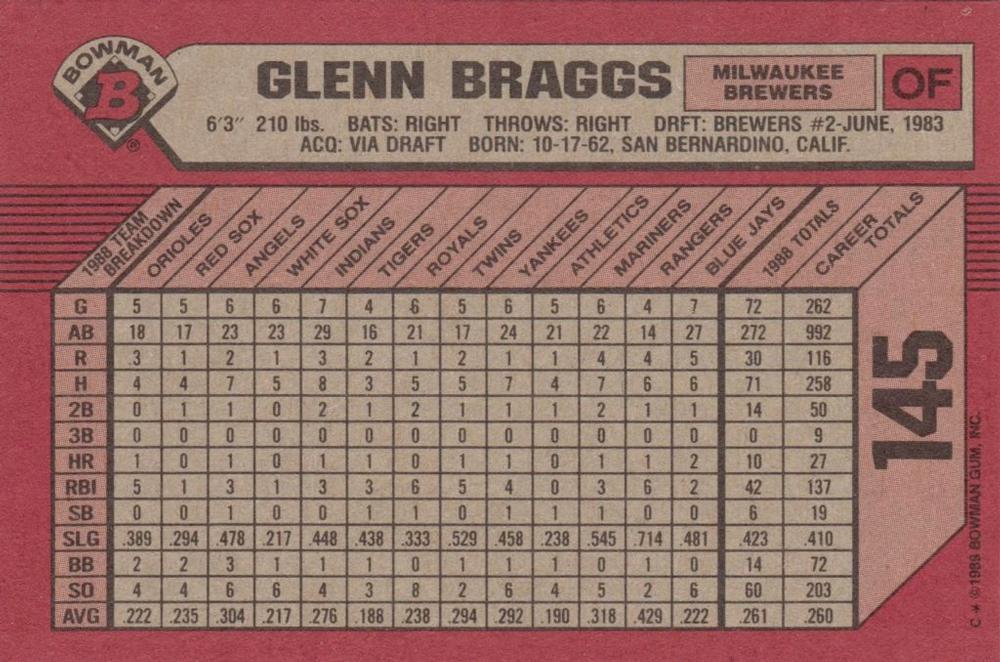 BOWMAN
B
®
GLENN BRAGGS
MILWAUKEE
BREWERS
OF
6'3" 210 lbs. BATS: RIGHT THROWS: RIGHT DRFT: BREWERS #2-JUNE, 1983
ACQ: VIA DRAFT BORN: 10-17-62, SAN BERNARDINO, CALIF.
1988 TEAM BREAKDOWN ORIOLES RED SOX ANGELS WHITE SOX INDIANS TIGERS ROYALS TWINS YANKEES ATHLETICS MARINERS RANGERS BLUE JAYS 1988 TOTALS CAREER TOTALS
G 5 5 6 6 7 4 6 5 6 5 6 4 7 72 262
AB 18 17 23 23 29 16 21 17 24 21 22 14 27 272 992
R 3 1 2 1 3 2 1 2 1 1 4 4 5 30 116
H 4 4 7 5 8 3 5 5 7 4 7 6 6 71 258
2B 0 1 1 0 2 1 2 1 1 1 2 1 1 14 50
3B 0 0 0 0 0 0 0 0 0 0 0 0 0 0 9
HR 1 0 1 0 1 1 0 1 1 0 1 1 2 10 27
RBI 5 1 3 1 3 3 6 5 4 0 3 6 2 42 137
SB 0 0 1 0 0 1 1 0 1 1 1 0 0 6 19
SLG .389 .294 .478 .217 .448 .438 .333 .529 .458 .238 .545 .714 .481 .423 .410
BB 2 2 3 1 1 1 0 1 1 1 0 1 0 14 72
SO 4 4 6 6 4 3 8 2 6 4 5 2 6 60 203
AVG .222 .235 .304 .217 .276 .188 .238 .294 .292 .190 .318 .429 .222 .261 .260
145
C * ©1989 BOWMAN GUM, INC.